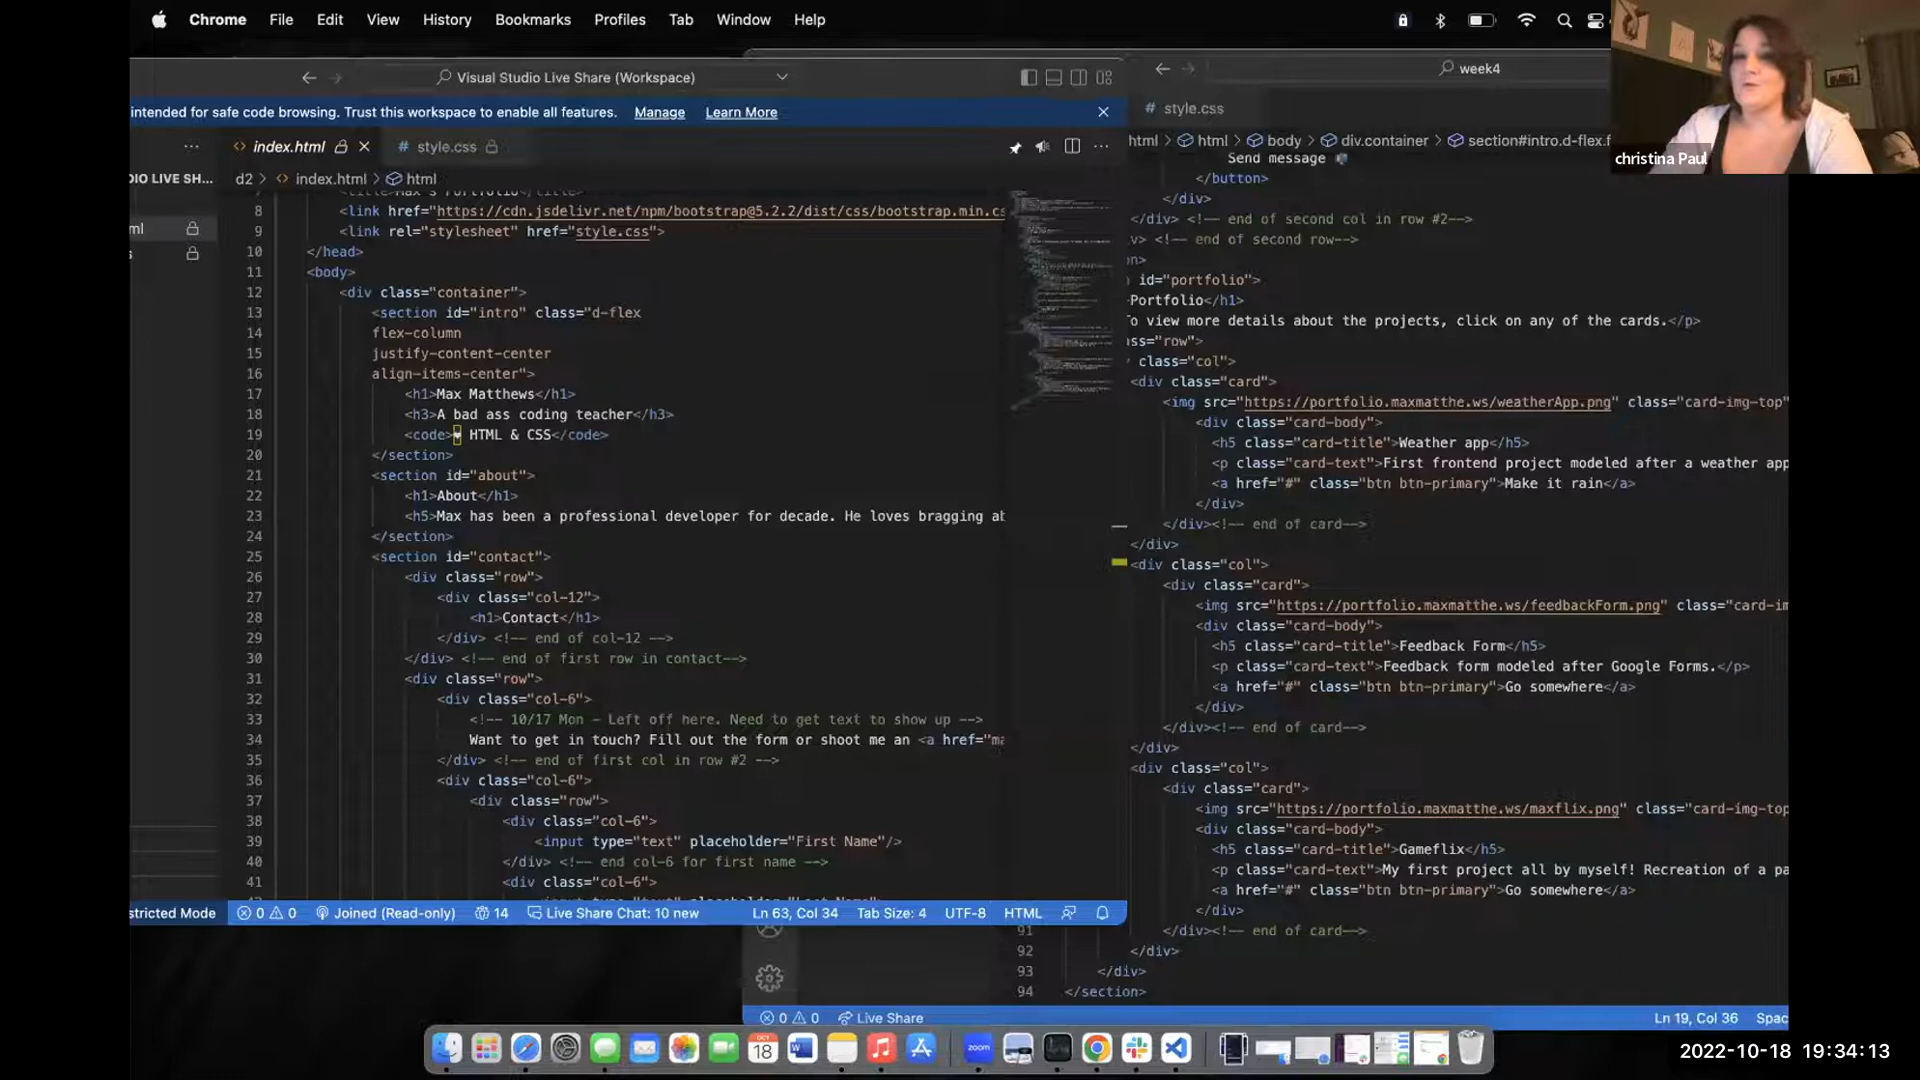 Chrome File Edit View History Bookmarks Profiles Tab Window Help
Visual Studio Live Share (Workspace)
intended for safe code browsing. Trust this workspace to enable all features. Manage Learn More
index.html style.css
DIO LIVE SH...
d2 > index.html > html
8 <link href="https://cdn.jsdelivr.net/npm/bootstrap@5.2.2/dist/css/bootstrap.min.cs
9 <link rel="stylesheet" href="style.css">
10 </head>
11 <body>
12 <div class="container">
13 <section id="intro" class="d-flex
14 flex-column
15 justify-content-center
16 align-items-center">
17 <h1>Max Matthews</h1>
18 <h3>A bad ass coding teacher</h3>
19 <code>♥ HTML & CSS</code>
20 </section>
21 <section id="about">
22 <h1>About</h1>
23 <h5>Max has been a professional developer for decade. He loves bragging ab
24 </section>
25 <section id="contact">
26 <div class="row">
27 <div class="col-12">
28 <h1>Contact</h1>
29 </div> <!-- end of col-12 -->
30 </div> <!-- end of first row in contact-->
31 <div class="row">
32 <div class="col-6">
33 <!-- 10/17 Mon – Left off here. Need to get text to show up -->
34 Want to get in touch? Fill out the form or shoot me an <a href="ma
35 </div> <!-- end of first col in row #2 -->
36 <div class="col-6">
37 <div class="row">
38 <div class="col-6">
39 <input type="text" placeholder="First Name"/>
40 </div> <!-- end col-6 for first name -->
41 <div class="col-6">
stricted Mode 0 0 Joined (Read-only) 14 Live Share Chat: 10 new Ln 63, Col 34 Tab Size: 4 UTF-8 HTML
week4
style.css
html > html > body > div.container > section#intro.d-flex.f
Send message
</button>
</div>
</div> <!-- end of second col in row #2-->
v> <!-- end of second row-->
on>
id="portfolio">
Portfolio</h1>
To view more details about the projects, click on any of the cards.</p>
ass="row">
class="col">
<div class="card">
<img src="https://portfolio.maxmatthe.ws/weatherApp.png" class="card-img-top"
<div class="card-body">
<h5 class="card-title">Weather app</h5>
<p class="card-text">First frontend project modeled after a weather app
<a href="#" class="btn btn-primary">Make it rain</a>
</div>
</div><!-- end of card-->
</div>
<div class="col">
<div class="card">
<img src="https://portfolio.maxmatthe.ws/feedbackForm.png" class="card-im
<div class="card-body">
<h5 class="card-title">Feedback Form</h5>
<p class="card-text">Feedback form modeled after Google Forms.</p>
<a href="#" class="btn btn-primary">Go somewhere</a>
</div>
</div><!-- end of card-->
</div>
<div class="col">
<div class="card">
<img src="https://portfolio.maxmatthe.ws/maxflix.png" class="card-img-top
<div class="card-body">
<h5 class="card-title">Gameflix</h5>
<p class="card-text">My first project all by myself! Recreation of a pa
<a href="#" class="btn btn-primary">Go somewhere</a>
</div>
91 </div><!-- end of card-->
92 </div>
93 </div>
94 </section>
0 0 Live Share Ln 19, Col 36 Spac
christina Paul
OCT
18
zoom
2022-10-18 19:34:13